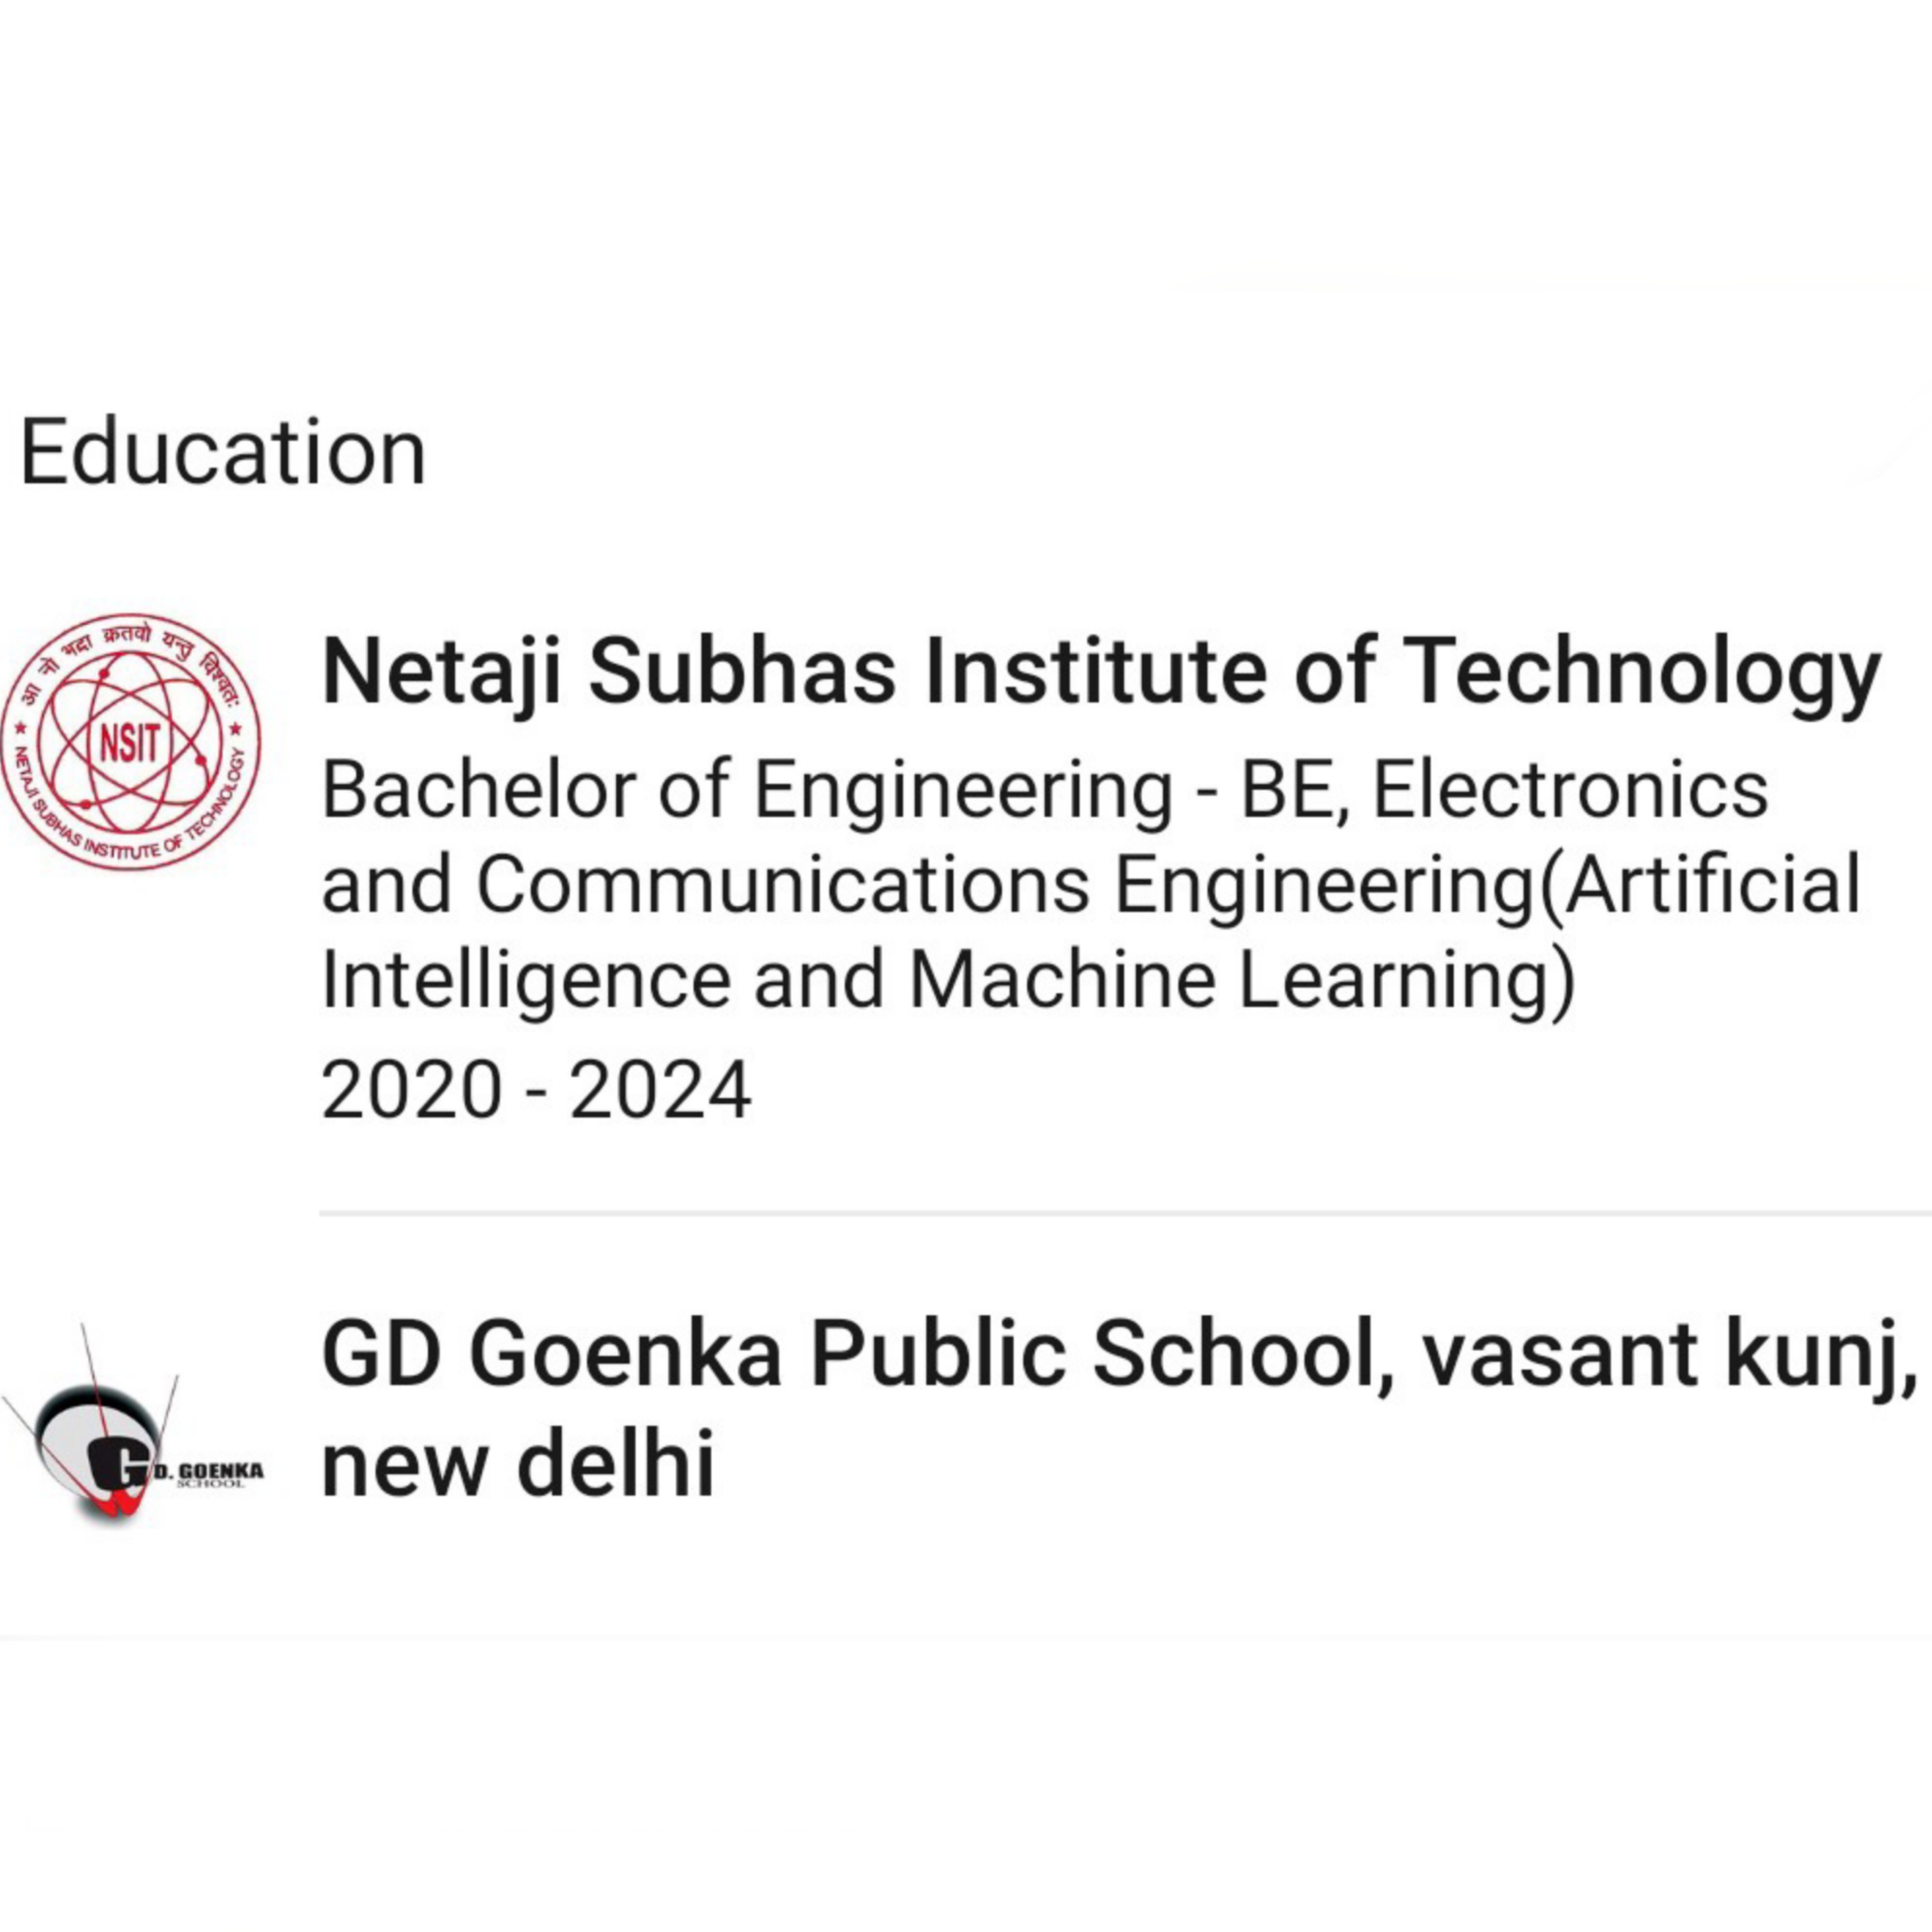 Education
आ नो भद्रा क्रतवो यन्तु विश्वतः
NSIT
NETAJI SUBHAS INSTITUTE OF TECHNOLOGY
Netaji Subhas Institute of Technology
Bachelor of Engineering - BE, Electronics
and Communications Engineering(Artificial
Intelligence and Machine Learning)
2020 - 2024
GD. GOENKA
SCHOOL
GD Goenka Public School, vasant kunj,
new delhi